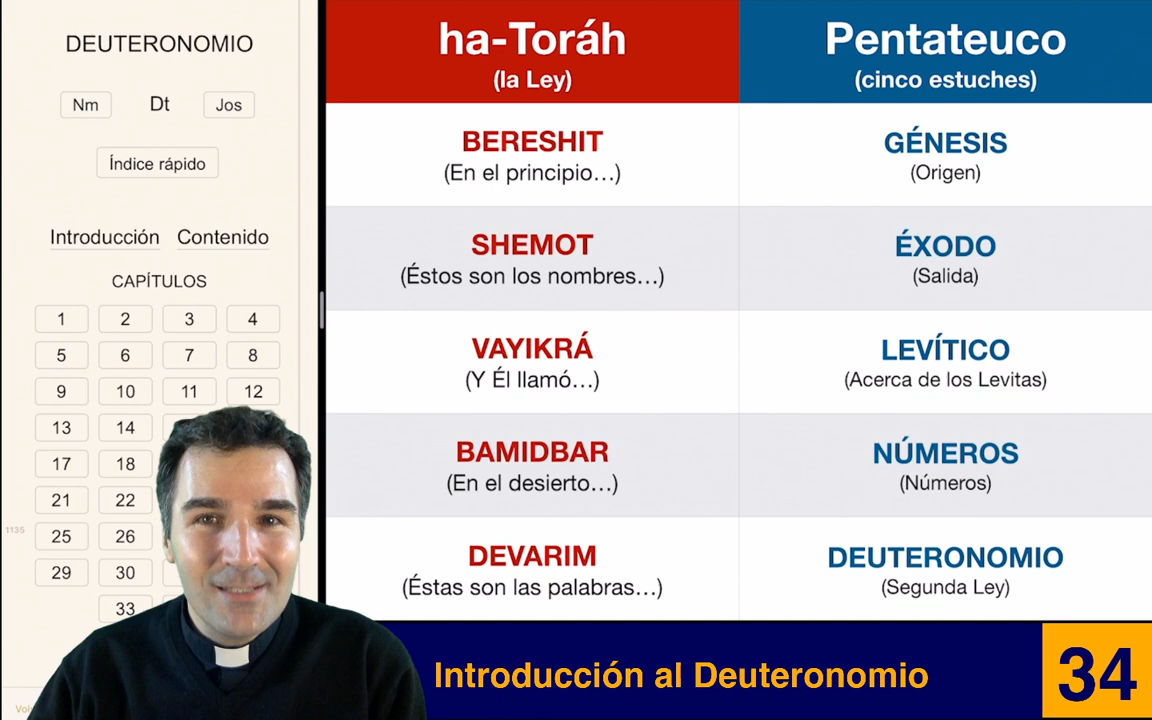 DEUTERONOMIO
Nm Dt Jos
Índice rápido
Introducción Contenido
CAPÍTULOS
1 2 3 4
5 6 7 8
9 10 11 12
13 14
17 18
21 22
1135
25 26
29 30
33
ha-Toráh
(la Ley)
Pentateuco
(cinco estuches)
BERESHIT
(En el principio…)
GÉNESIS
(Origen)
SHEMOT
(Éstos son los nombres…)
ÉXODO
(Salida)
VAYIKRÁ
(Y Él llamó…)
LEVÍTICO
(Acerca de los Levitas)
BAMIDBAR
(En el desierto…)
NÚMEROS
(Números)
DEVARIM
(Éstas son las palabras…)
DEUTERONOMIO
(Segunda Ley)
Introducción al Deuteronomio
34